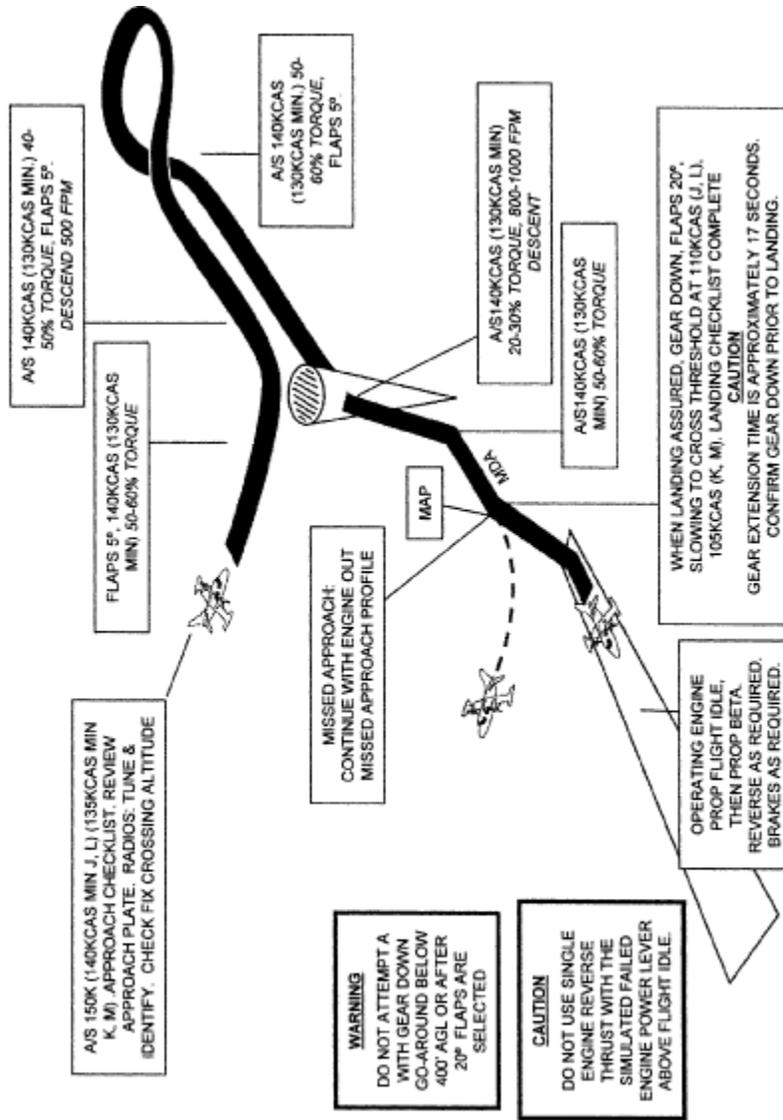 A/S 150K (140KCAS MIN J, L) (135KCAS MIN
K, M) .APPROACH CHECKLIST. REVIEW
APPROACH PLATE. RADIOS: TUNE &
IDENTIFY. CHECK FIX CROSSING ALTITUDE
FLAPS 5º, 140KCAS (130KCAS
MIN) 50-60% TORQUE
A/S 140KCAS (130KCAS MIN.) 40-
50% TORQUE, FLAPS 5º.
DESCEND 500 FPM
A/S 140KCAS
(130KCAS MIN.) 50-
60% TORQUE,
FLAPS 5º.
A/S140KCAS (130KCAS MIN)
20-30% TORQUE, 800-1000 FPM
DESCENT
A/S140KCAS (130KCAS
MIN) 50-60% TORQUE
MDA
MAP
MISSED APPROACH:
CONTINUE WITH ENGINE OUT
MISSED APPROACH PROFILE
WHEN LANDING ASSURED, GEAR DOWN, FLAPS 20º,
SLOWING TO CROSS THRESHOLD AT 110KCAS (J, L),
105KCAS (K, M). LANDING CHECKLIST COMPLETE
CAUTION
GEAR EXTENSION TIME IS APPROXIMATELY 17 SECONDS.
CONFIRM GEAR DOWN PRIOR TO LANDING.
OPERATING ENGINE
PROP FLIGHT IDLE,
THEN PROP BETA.
REVERSE AS REQUIRED.
BRAKES AS REQUIRED.
WARNING
DO NOT ATTEMPT A
WITH GEAR DOWN
GO-AROUND BELOW
400' AGL OR AFTER
20º FLAPS ARE
SELECTED
CAUTION
DO NOT USE SINGLE
ENGINE REVERSE
THRUST WITH THE
SIMULATED FAILED
ENGINE POWER LEVER
ABOVE FLIGHT IDLE.